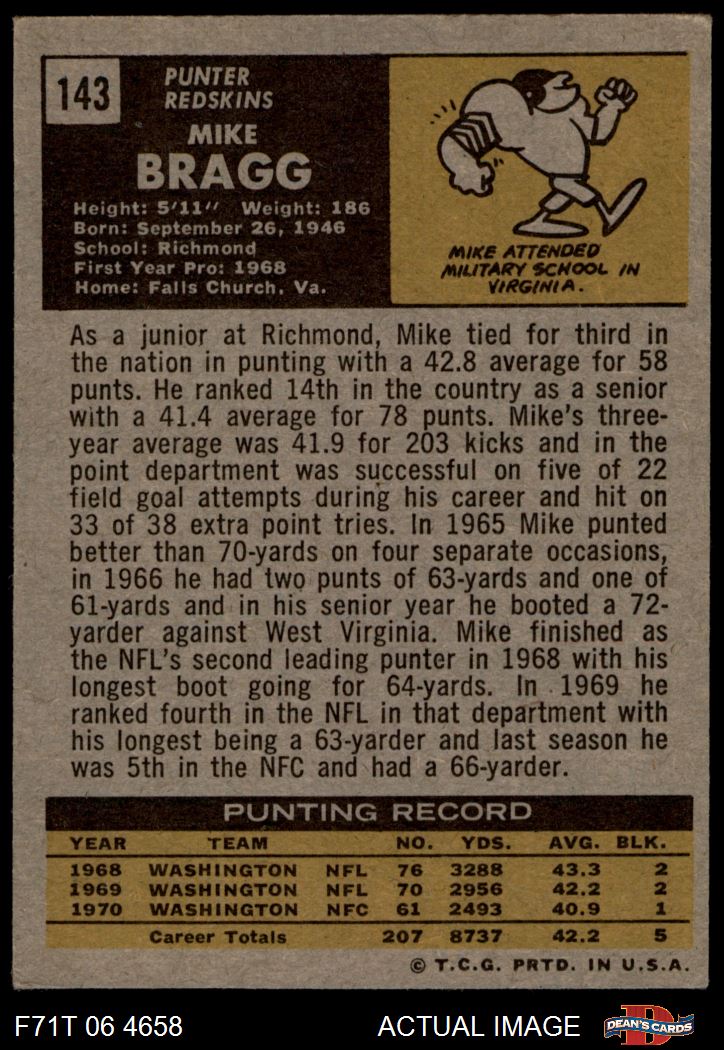 143
PUNTER
REDSKINS
MIKE
BRAGG
Height: 5'11" Weight: 186
Born: September 26, 1946
School: Richmond
First Year Pro: 1968
Home: Falls Church, Va.
MIKE ATTENDED
MILITARY SCHOOL IN
VIRGINIA.
As a junior at Richmond, Mike tied for third in
the nation in punting with a 42.8 average for 58
punts. He ranked 14th in the country as a senior
with a 41.4 average for 78 punts. Mike's three-
year average was 41.9 for 203 kicks and in the
point department was successful on five of 22
field goal attempts during his career and hit on
33 of 38 extra point tries. In 1965 Mike punted
better than 70-yards on four separate occasions,
in 1966 he had two punts of 63-yards and one of
61-yards and in his senior year he booted a 72-
yarder against West Virginia. Mike finished as
the NFL's second leading punter in 1968 with his
longest boot going for 64-yards. In 1969 he
ranked fourth in the NFL in that department with
his longest being a 63-yarder and last season he
was 5th in the NFC and had a 66-yarder.
PUNTING RECORD
YEAR TEAM NO. YDS. AVG. BLK.
1968 WASHINGTON NFL 76 3288 43.3 2
1969 WASHINGTON NFL 70 2956 42.2 2
1970 WASHINGTON NFC 61 2493 40.9 1
Career Totals 207 8737 42.2 5
© T.C.G. PRTD. IN U.S.A.
F71T 06 4658 ACTUAL IMAGE D DEAN'S CARDS